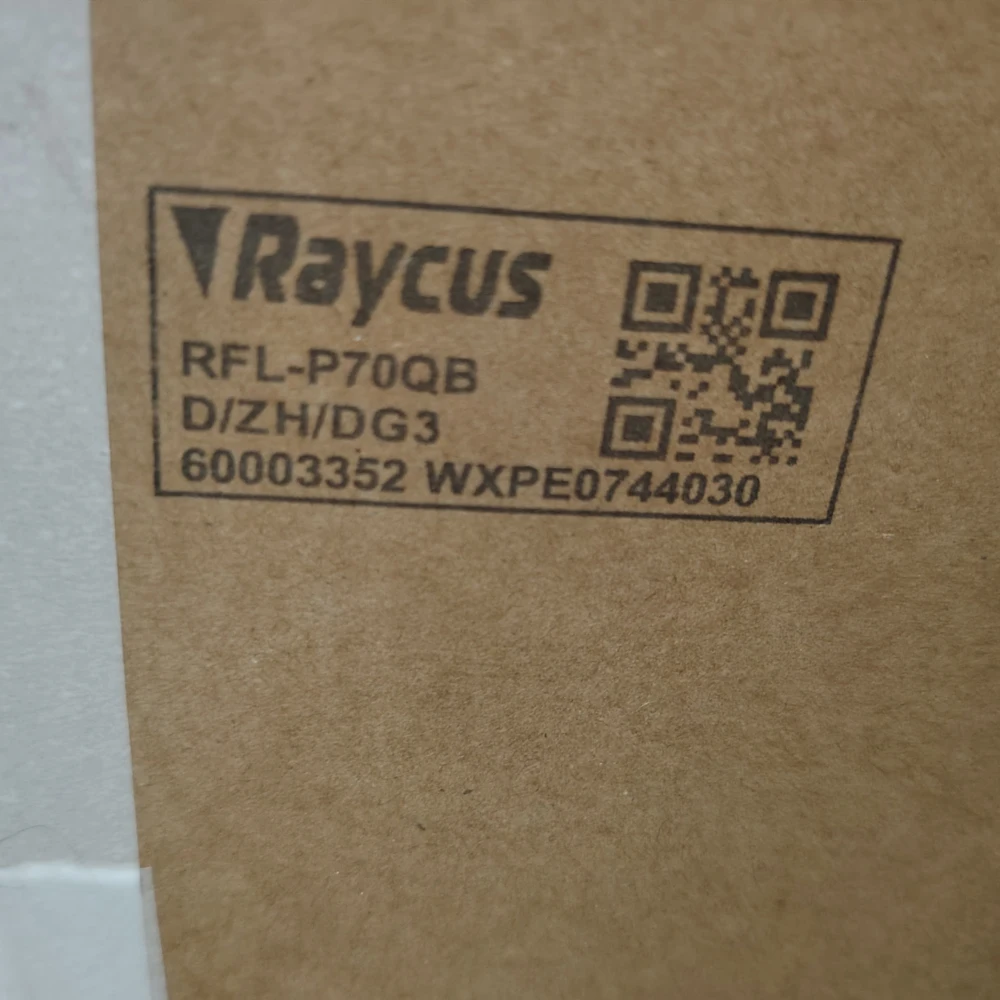 Raycus
RFL-P70QB
D/ZH/DG3
60003352 WXPE0744030